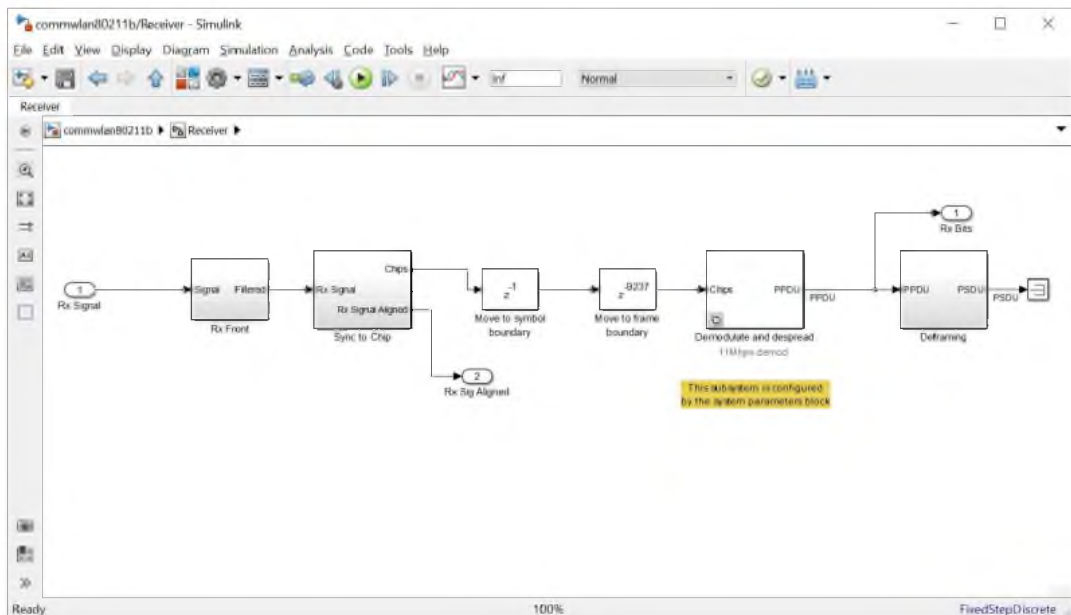 commwlan80211b/Receiver - Simulink
File Edit View Display Diagram Simulation Analysis Code Tools Help
inf
Normal
Receiver
commwlan80211b
Receiver
1
Rx Signal
Signal
Filtered
Rx Front
Rx Signal
Chips
Rx Signal Aligned
Sync to Chip
2
Rx Sig Aligned
z -1
Move to symbol
boundary
z -8237
Move to frame
boundary
Chips
PPDU
Demodulate and despread
11Mbps demod
This subsystem is configured
by the system parameters block
PPDU
1
Rx Bits
PPDU
PSDU
Deframing
PSDU
Ready
100%
FixedStepDiscrete